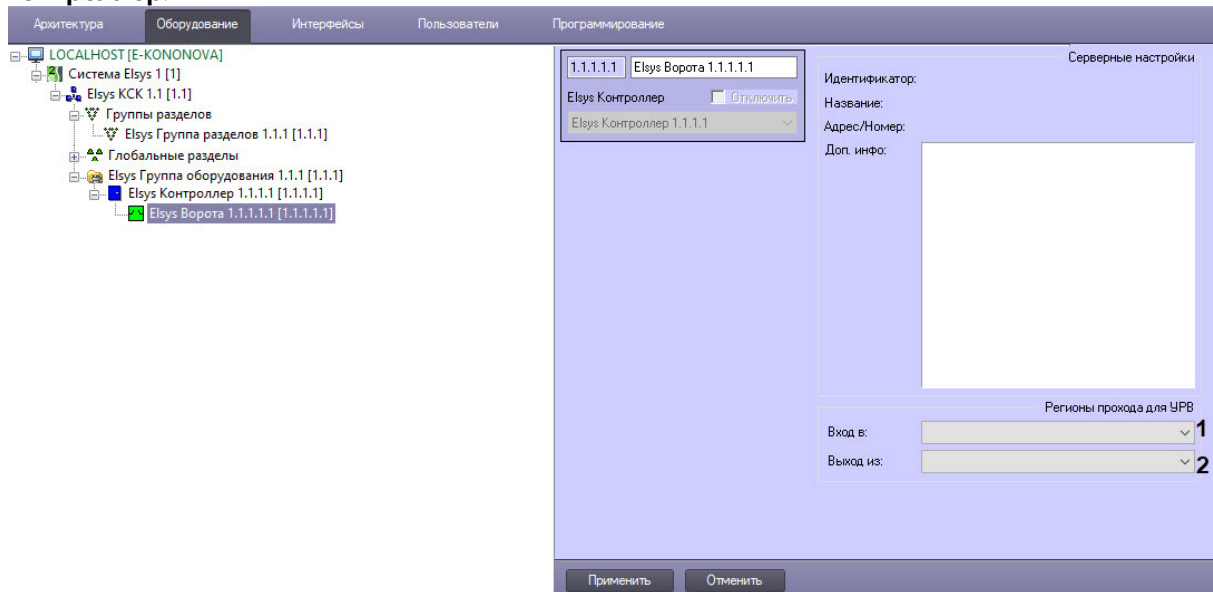 Архитектура Оборудование Интерфейсы Пользователи Программирование
LOCALHOST [E-KONONOVA]
Система Elsys 1 [1]
Elsys КСК 1.1 [1.1]
Группы разделов
Elsys Группа разделов 1.1.1 [1.1.1]
Глобальные разделы
Elsys Группа оборудования 1.1.1 [1.1.1]
Elsys Контроллер 1.1.1.1 [1.1.1.1]
Elsys Ворота 1.1.1.1.1 [1.1.1.1.1]
1.1.1.1.1 Elsys Ворота 1.1.1.1.1
Elsys Контроллер Отключить
Elsys Контроллер 1.1.1.1
Серверные настройки
Идентификатор:
Название:
Адрес/Номер:
Доп. инфо:
Регионы прохода для УРВ
Вход в: 1
Выход из: 2
Применить Отменить